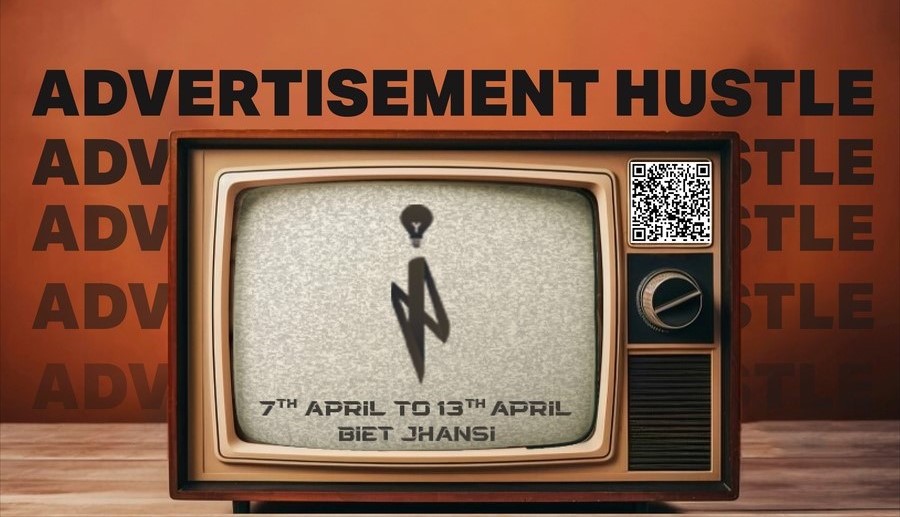 ADVERTISEMENT HUSTLE
ADV STLE
ADV STLE
ADV STLE
ADV STLE
7TH APRIL TO 13TH APRIL
BIET JHANSI